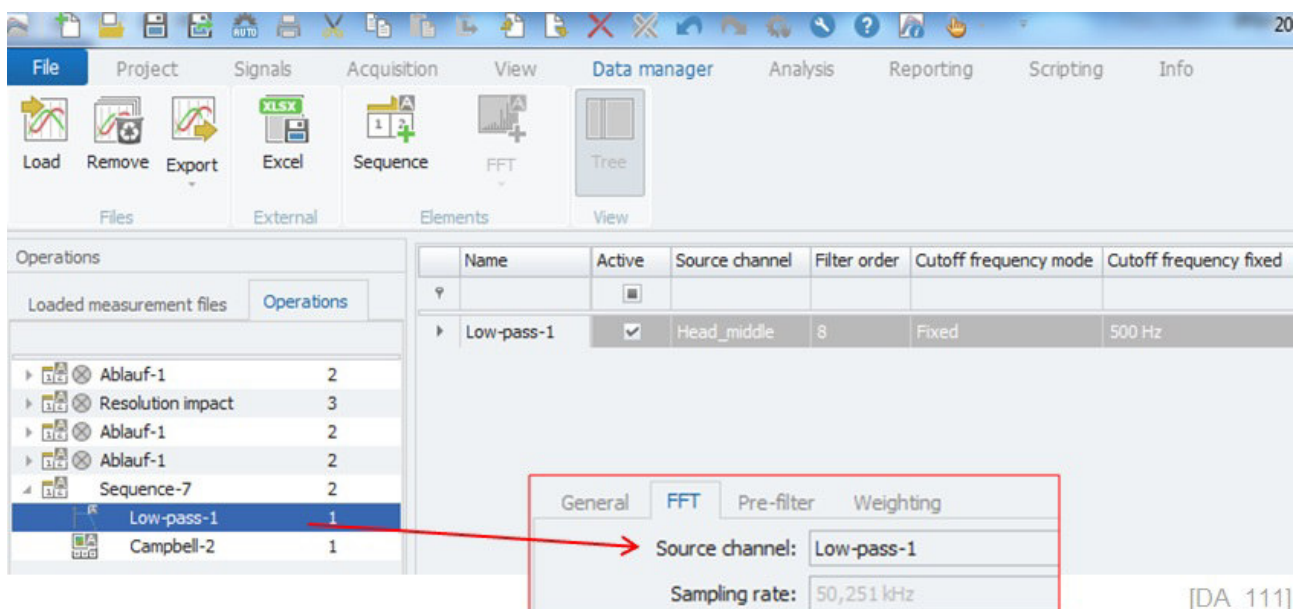 AUTO
20
File Project Signals Acquisition View Data manager Analysis Reporting Scripting Info
XLSX
Load Remove Export Excel Sequence FFT Tree
Files External Elements View
Operations
Loaded measurement files Operations
Name Active Source channel Filter order Cutoff frequency mode Cutoff frequency fixed
Low-pass-1 Head_middle 8 Fixed 500 Hz
Ablauf-1 2
Resolution impact 3
Ablauf-1 2
Ablauf-1 2
Sequence-7 2
Low-pass-1 1
Campbell-2 1
General FFT Pre-filter Weighting
Source channel: Low-pass-1
Sampling rate: 50,251 kHz
[DA_111]